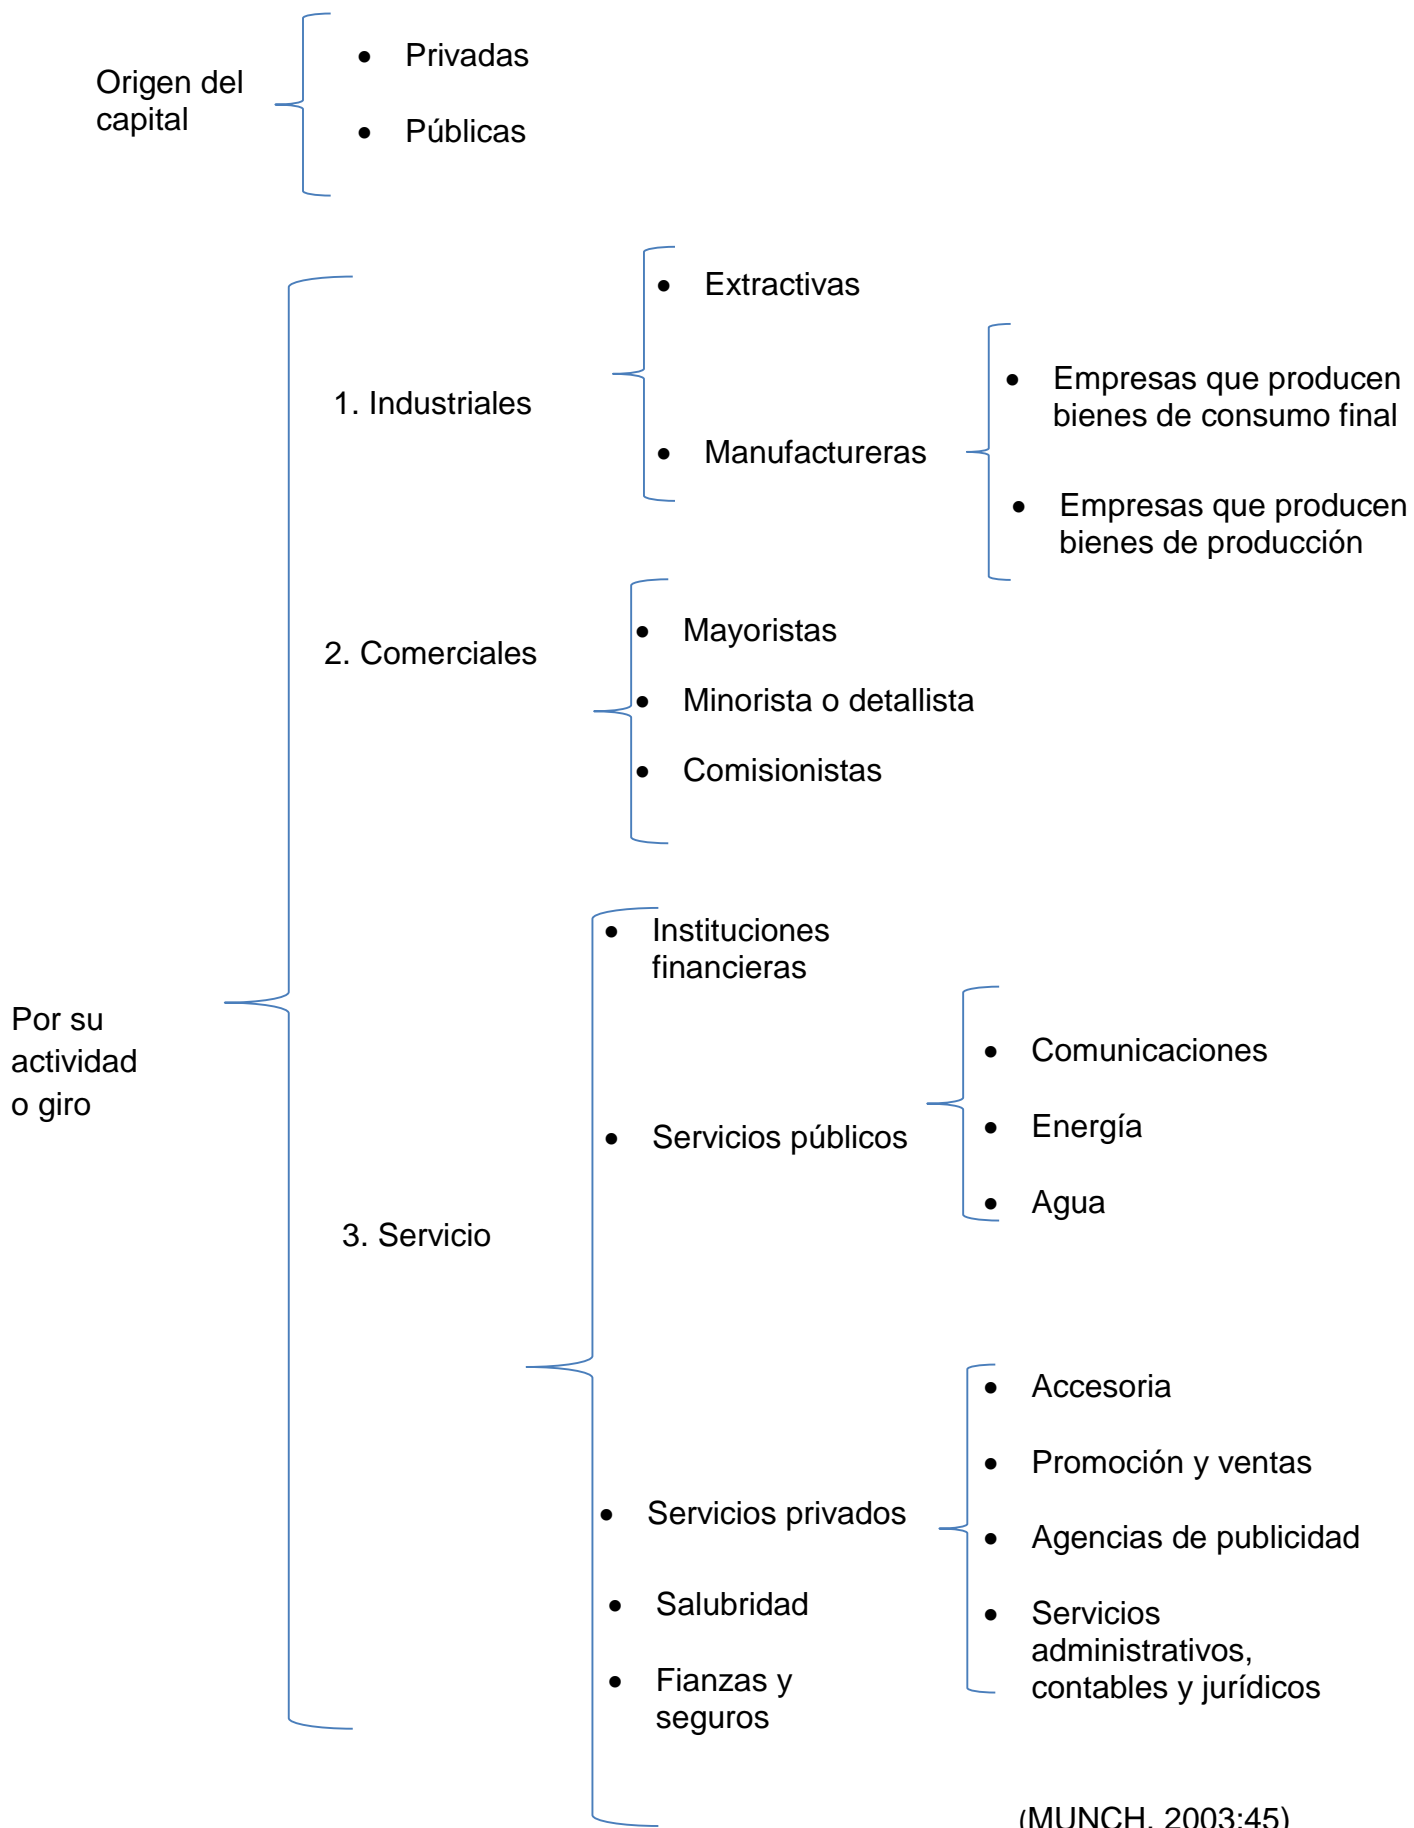 Origen del
capital
• Privadas
• Públicas
Por su
actividad
o giro
1. Industriales
• Extractivas
• Manufactureras
• Empresas que producen
bienes de consumo final
• Empresas que producen
bienes de producción
2. Comerciales
• Mayoristas
• Minorista o detallista
• Comisionistas
3. Servicio
• Instituciones
financieras
• Servicios públicos
• Comunicaciones
• Energía
• Agua
• Servicios privados
• Accesoria
• Promoción y ventas
• Agencias de publicidad
• Servicios
administrativos,
contables y jurídicos
• Salubridad
• Fianzas y
seguros
(MUNCH, 2003:45)